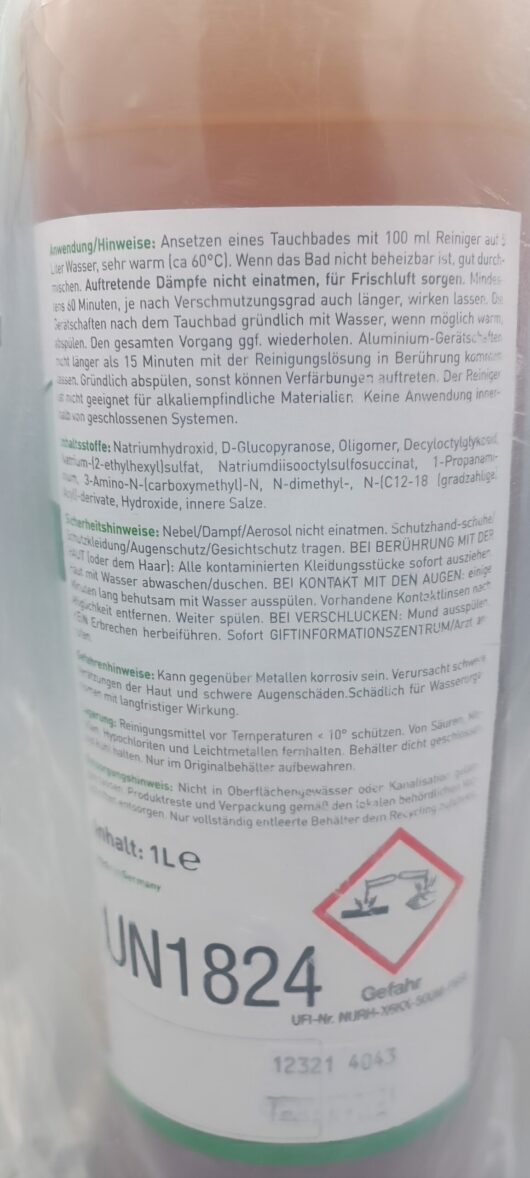 Anwendung/Hinweise: Ansetzen eines Tauchbades mit 100 ml Reiniger auf 5
Liter Wasser, sehr warm (ca 60°C). Wenn das Bad nicht beheizbar ist, gut durch-
mischen. Auftretende Dämpfe nicht einatmen, für Frischluft sorgen. Mindes-
tens 60 Minuten, je nach Verschmutzungsgrad auch länger, wirken lassen. Die
Gerätschaften nach dem Tauchbad gründlich mit Wasser, wenn möglich warm,
abspülen. Den gesamten Vorgang ggf. wiederholen. Aluminium-Gerätschaften
nicht länger als 15 Minuten mit der Reinigungslösung in Berührung kommen
lassen. Gründlich abspülen, sonst können Verfärbungen auftreten. Der Reiniger
ist nicht geeignet für alkaliempfindliche Materialien. Keine Anwendung inner-
halb von geschlossenen Systemen.
Inhaltsstoffe: Natriumhydroxid, D-Glucopyranose, Oligomer, Decyloctylglykosid,
Natrium-(2-ethylhexyl)sulfat, Natriumdiisooctylsulfosuccinat, 1-Propanami-
nium, 3-Amino-N-(carboxymethyl)-N, N-dimethyl-, N-(C12-18 (gradzahlige)
Acyl)-derivate, Hydroxide, innere Salze.
Sicherheitshinweise: Nebel/Dampf/Aerosol nicht einatmen. Schutzhand-schuhe/
Schutzkleidung/Augenschutz/Gesichtschutz tragen. BEI BERÜHRUNG MIT DER
HAUT (oder dem Haar): Alle kontaminierten Kleidungsstücke sofort ausziehen.
Haut mit Wasser abwaschen/duschen. BEI KONTAKT MIT DEN AUGEN: einige
Minuten lang behutsam mit Wasser ausspülen. Vorhandene Kontaktlinsen nach
Möglichkeit entfernen. Weiter spülen. BEI VERSCHLUCKEN: Mund ausspülen.
KEIN Erbrechen herbeiführen. Sofort GIFTINFORMATIONSZENTRUM/Arzt an
rufen.
Gefahrenhinweise: Kann gegenüber Metallen korrosiv sein. Verursacht schwere
Verätzungen der Haut und schwere Augenschäden.Schädlich für Wasserorga
nismen mit langfristiger Wirkung.
Lagerung: Reinigungsmittel vor Temperaturen < 10° schützen. Von Säuren,
Hypochloriten und Leichtmetallen fernhalten. Behälter dicht geschlossen
halten. Nur im Originalbehälter aufbewahren.
Entsorgungshinweis: Nicht in Oberflächengewässer oder Kanalisation
Produktreste und Verpackung gemäß den lokalen behördlichen
entsorgen. Nur vollständig entleerte Behälter dem Recycling
Inhalt: 1L e
Germany
UN1824
Gefahr
UFI-Nr.
12321 4043